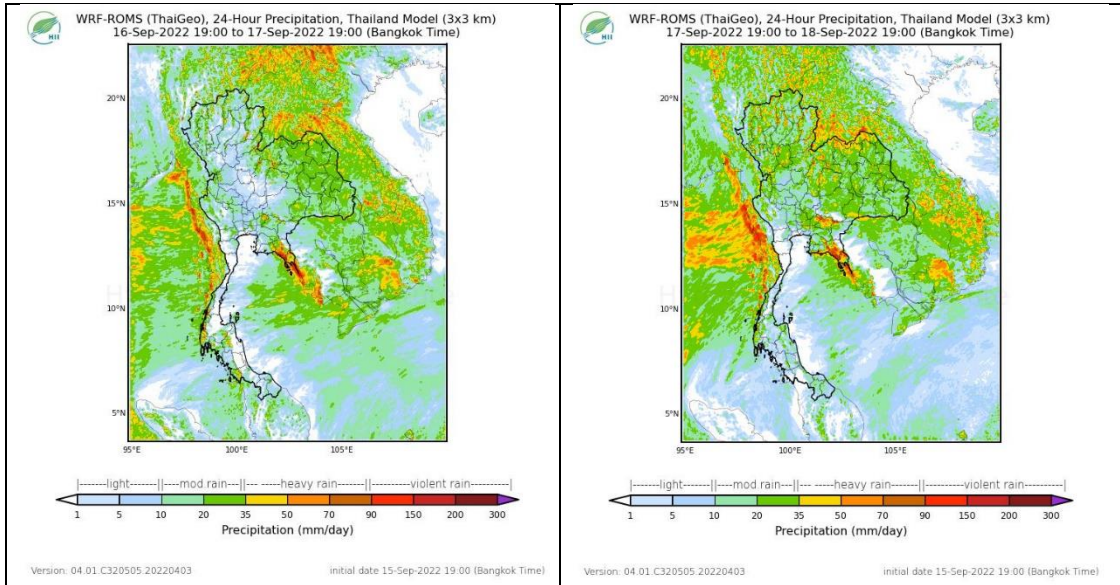 HII
WRF-ROMS (ThaiGeo), 24-Hour Precipitation, Thailand Model (3x3 km)
16-Sep-2022 19:00 to 17-Sep-2022 19:00 (Bangkok Time)
20°N
15°N
10°N
5°N
95°E 100°E 105°E
|------light------||----mod rain---||--- ----heavy rain----||----------violent rain---------|
1 5 10 20 35 50 70 90 150 200 300
Precipitation (mm/day)
Version: 04.01.C320505.20220403 initial date 15-Sep-2022 19:00 (Bangkok Time)
HII
WRF-ROMS (ThaiGeo), 24-Hour Precipitation, Thailand Model (3x3 km)
17-Sep-2022 19:00 to 18-Sep-2022 19:00 (Bangkok Time)
20°N
15°N
10°N
5°N
95°E 100°E 105°E
|------light------||----mod rain---||--- ----heavy rain----||----------violent rain---------|
1 5 10 20 35 50 70 90 150 200 300
Precipitation (mm/day)
Version: 04.01.C320505.20220403 initial date 15-Sep-2022 19:00 (Bangkok Time)